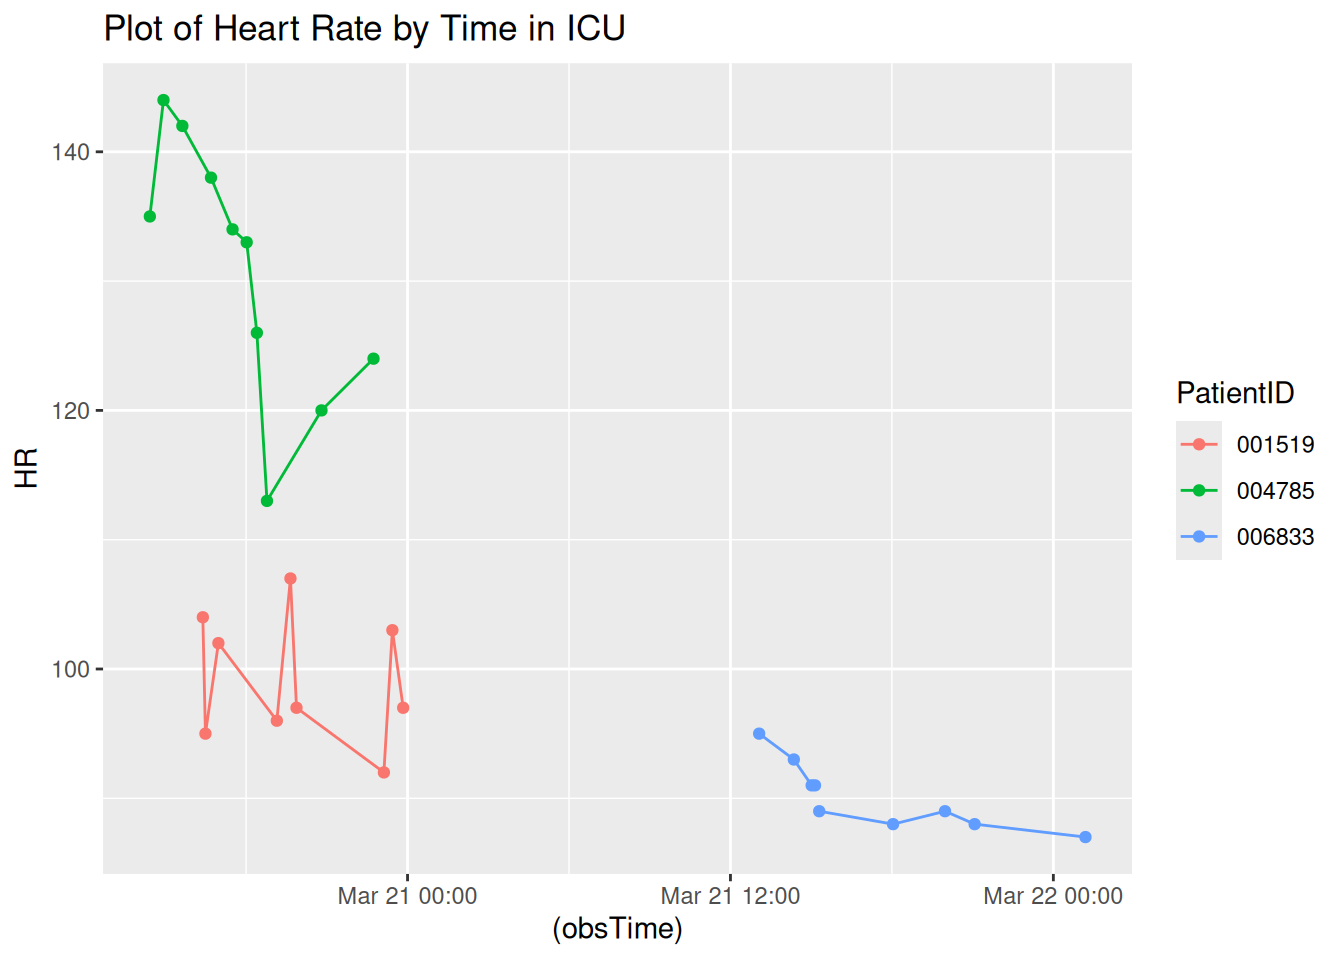 Plot of Heart Rate by Time in ICU
140
120
100
HR
Mar 21 00:00
Mar 21 12:00
Mar 22 00:00
(obsTime)
PatientID
001519
004785
006833